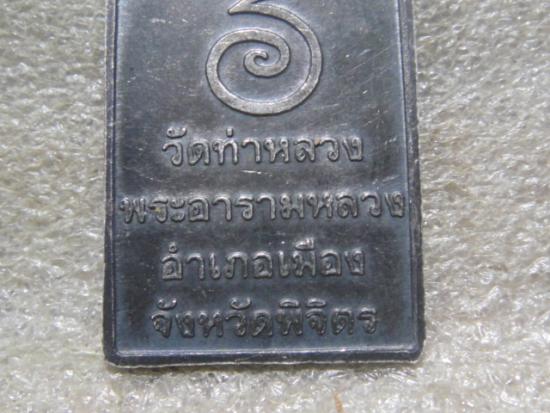 วัดท่าหลวง
พระอารามหลวง
อำเภอเมือง
จังหวัดพิจิตร